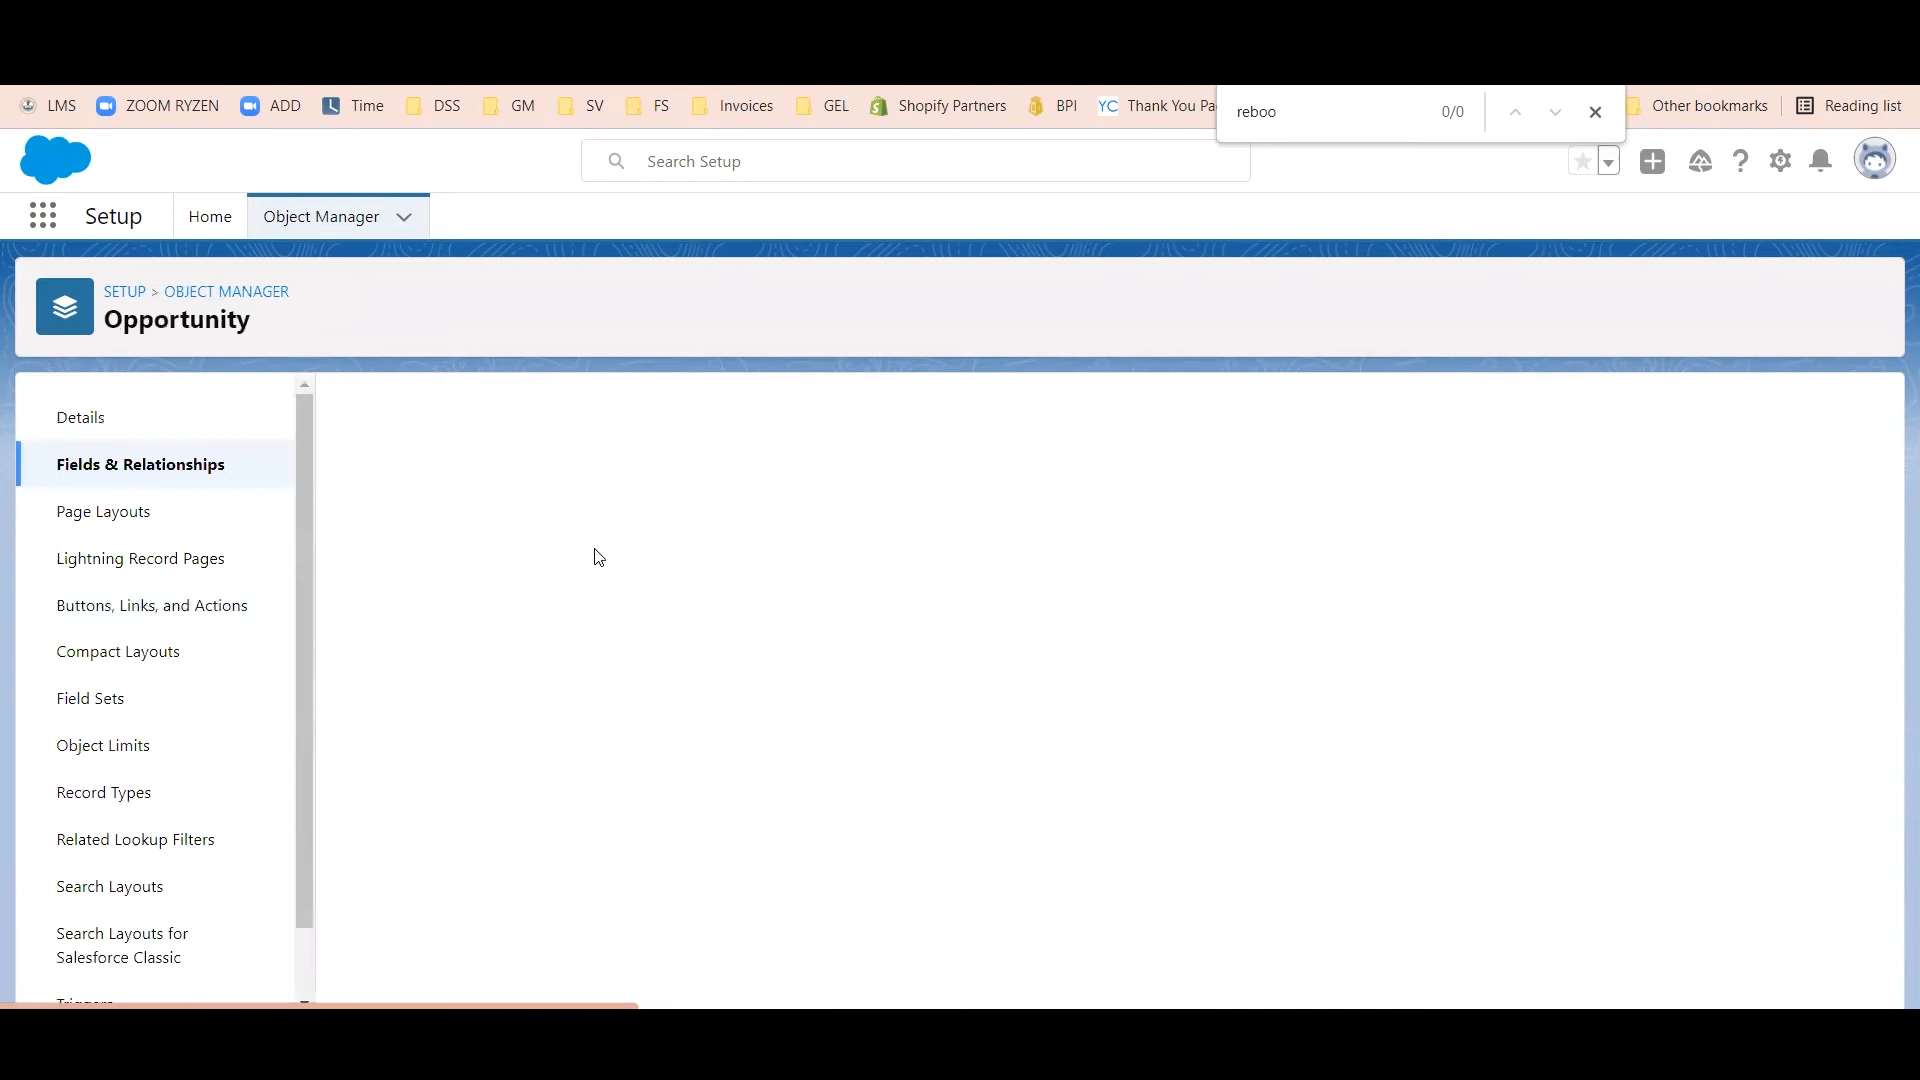 LMS ZOOM RYZEN ADD Time DSS GM SV FS Invoices GEL Shopify Partners BPI YC Thank You Pa reboo 0/0 Other bookmarks Reading list
Search Setup
Setup Home Object Manager
SETUP > OBJECT MANAGER
Opportunity
Details
Fields & Relationships
Page Layouts
Lightning Record Pages
Buttons, Links, and Actions
Compact Layouts
Field Sets
Object Limits
Record Types
Related Lookup Filters
Search Layouts
Search Layouts for
Salesforce Classic
Triggers